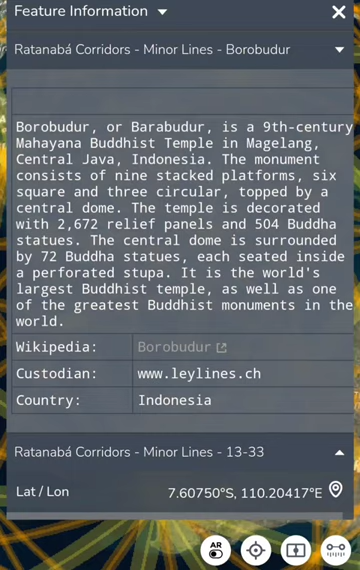 Feature Information
Ratanabá Corridors - Minor Lines - Borobudur
Borobudur, or Barabudur, is a 9th-century
Mahayana Buddhist Temple in Magelang,
Central Java, Indonesia. The monument
consists of nine stacked platforms, six
square and three circular, topped by a
central dome. The temple is decorated
with 2,672 relief panels and 504 Buddha
statues. The central dome is surrounded
by 72 Buddha statues, each seated inside
a perforated stupa. It is the world's
largest Buddhist temple, as well as one
of the greatest Buddhist monuments in the
world.
Wikipedia: Borobudur
Custodian: www.leylines.ch
Country: Indonesia
Ratanabá Corridors - Minor Lines - 13-33
Lat / Lon 7.60750°S, 110.20417°E
AR